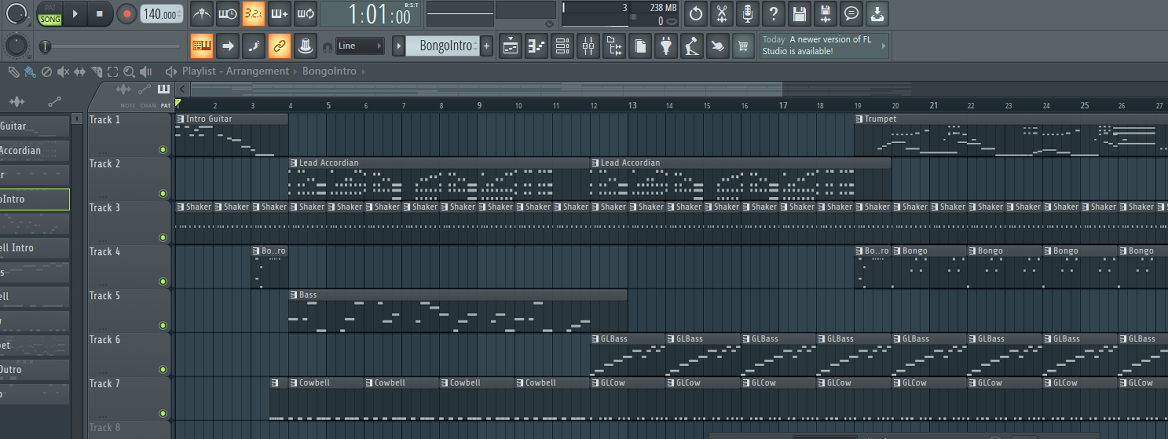 PAT
SONG
140.000
3.2.
1:01:00
B:S:T
3
238 MB
0
Line
BongoIntro
Today A newer version of FL
Studio is available!
Playlist - Arrangement › BongoIntro ›
NOTE CHAN PAT
1 2 3 4 5 6 7 8 9 10 11 12 13 14 15 16 17 18 19 20 21 22 23 24 25 26 27
Guitar
Accordian
r
oIntro
ell Intro
s
ell
pet
Outro
Track 1
Intro Guitar
Trumpet
Track 2
Lead Accordian
Lead Accordian
Track 3
Shaker Shaker Shaker Shaker Shaker Shaker Shaker Shaker Shaker Shaker Shaker Shaker Shaker Shaker Shaker Shaker Shaker Shaker Shaker Shaker Shaker Shaker Shaker Shaker Shaker Shaker
Track 4
Bo..ro
Bo..ro Bongo Bongo Bongo Bongo
Track 5
Bass
Track 6
GLBass GLBass GLBass GLBass GLBass GLBass GLBass GLBass
Track 7
Cowbell Cowbell Cowbell Cowbell GLCow GLCow GLCow GLCow GLCow GLCow GLCow GLCow
Track 8